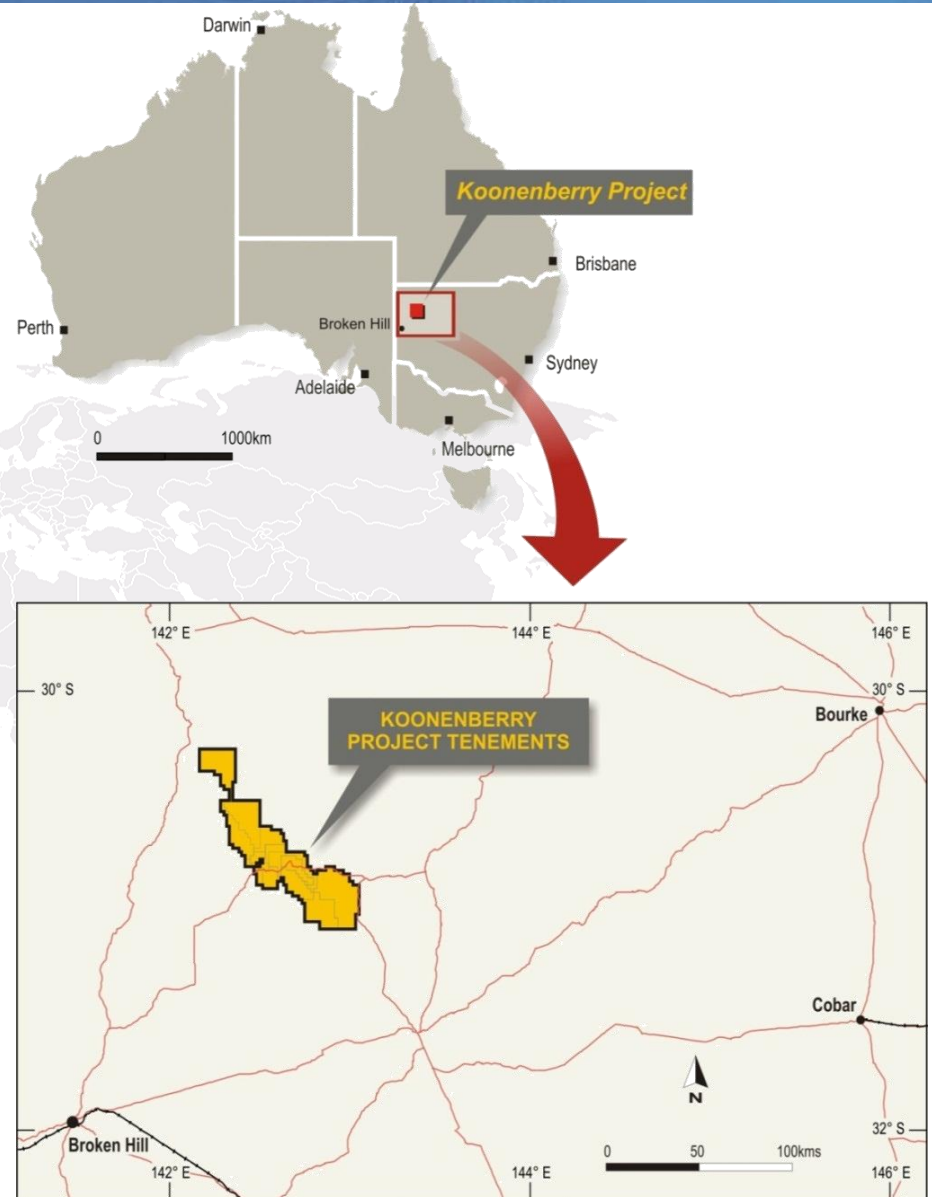 Darwin
Koonenberry Project
Brisbane
Perth
Broken Hill
Sydney
Adelaide
0 1000km
Melbourne
142° E 144° E 146° E
30° S 30° S
KOONENBERRY
PROJECT TENEMENTS
Bourke
Cobar
N
32° S
Broken Hill
0 50 100kms
142° E 144° E 146° E